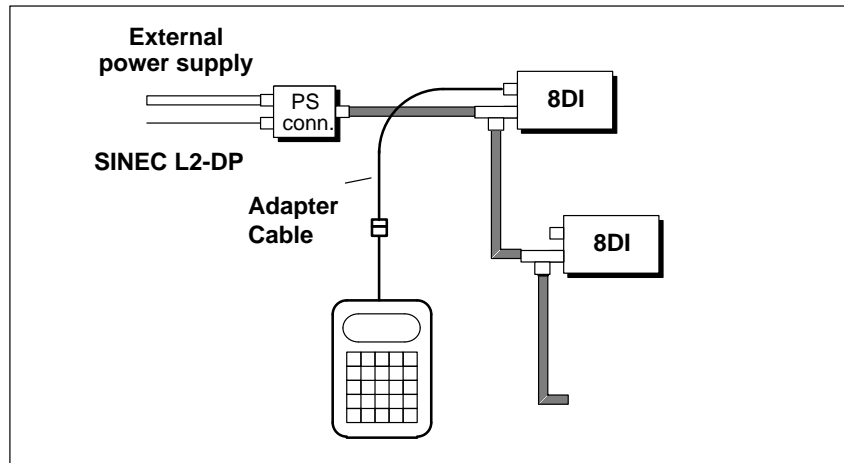 External
power supply
PS
conn.
8DI
SINEC L2-DP
Adapter
Cable
8DI